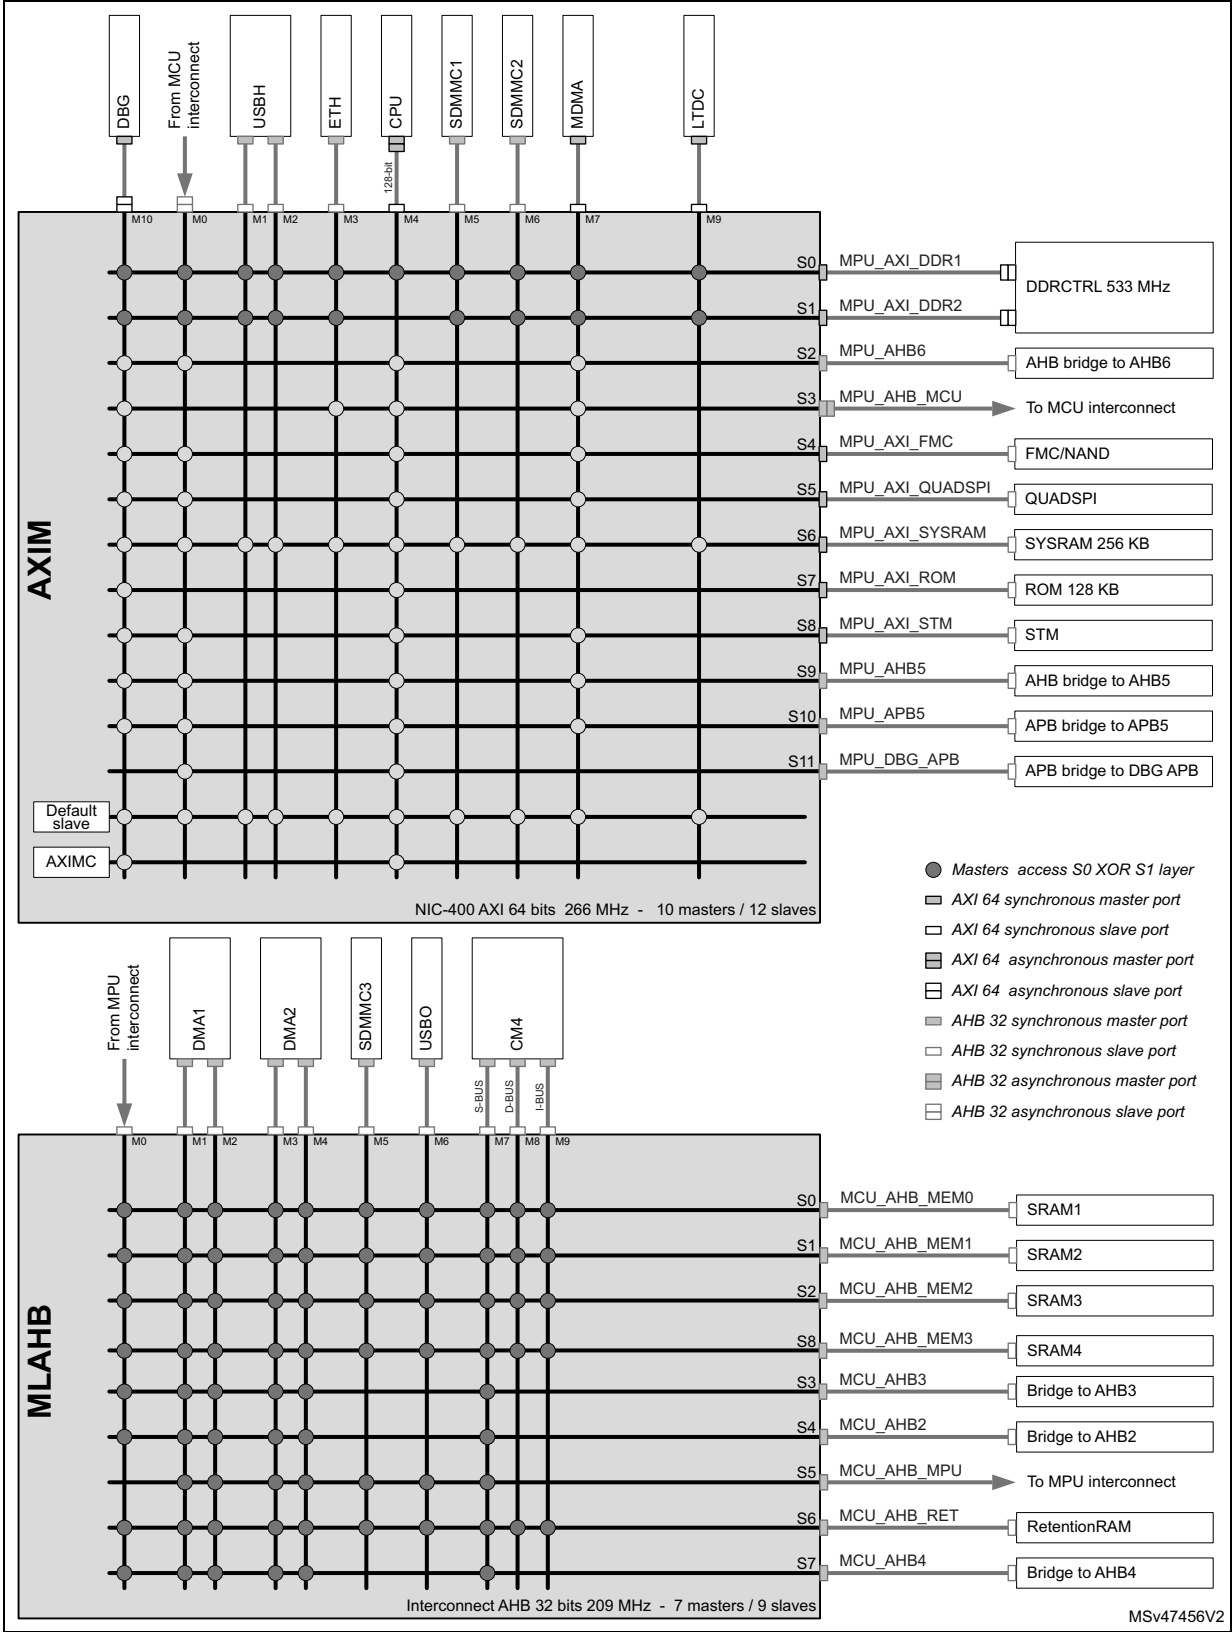 DBG
From MCU
interconnect
USBH
ETH
CPU
SDMMC1
SDMMC2
MDMA
LTDC
128-bit
M10
M0
M1
M2
M3
M4
M5
M6
M7
M9
AXIM
S0
MPU_AXI_DDR1
DDRCTRL 533 MHz
S1
MPU_AXI_DDR2
S2
MPU_AHB6
AHB bridge to AHB6
S3
MPU_AHB_MCU
To MCU interconnect
S4
MPU_AXI_FMC
FMC/NAND
S5
MPU_AXI_QUADSPI
QUADSPI
S6
MPU_AXI_SYSRAM
SYSRAM 256 KB
S7
MPU_AXI_ROM
ROM 128 KB
S8
MPU_AXI_STM
STM
S9
MPU_AHB5
AHB bridge to AHB5
S10
MPU_APB5
APB bridge to APB5
S11
MPU_DBG_APB
APB bridge to DBG APB
Default
slave
AXIMC
NIC-400 AXI 64 bits 266 MHz - 10 masters / 12 slaves
Masters access S0 XOR S1 layer
AXI 64 synchronous master port
AXI 64 synchronous slave port
AXI 64 asynchronous master port
AXI 64 asynchronous slave port
AHB 32 synchronous master port
AHB 32 synchronous slave port
AHB 32 asynchronous master port
AHB 32 asynchronous slave port
From MPU
interconnect
DMA1
DMA2
SDMMC3
USBO
CM4
S-BUS
D-BUS
I-BUS
M0
M1
M2
M3
M4
M5
M6
M7
M8
M9
MLAHB
S0
MCU_AHB_MEM0
SRAM1
S1
MCU_AHB_MEM1
SRAM2
S2
MCU_AHB_MEM2
SRAM3
S8
MCU_AHB_MEM3
SRAM4
S3
MCU_AHB3
Bridge to AHB3
S4
MCU_AHB2
Bridge to AHB2
S5
MCU_AHB_MPU
To MPU interconnect
S6
MCU_AHB_RET
RetentionRAM
S7
MCU_AHB4
Bridge to AHB4
Interconnect AHB 32 bits 209 MHz - 7 masters / 9 slaves
MSv47456V2